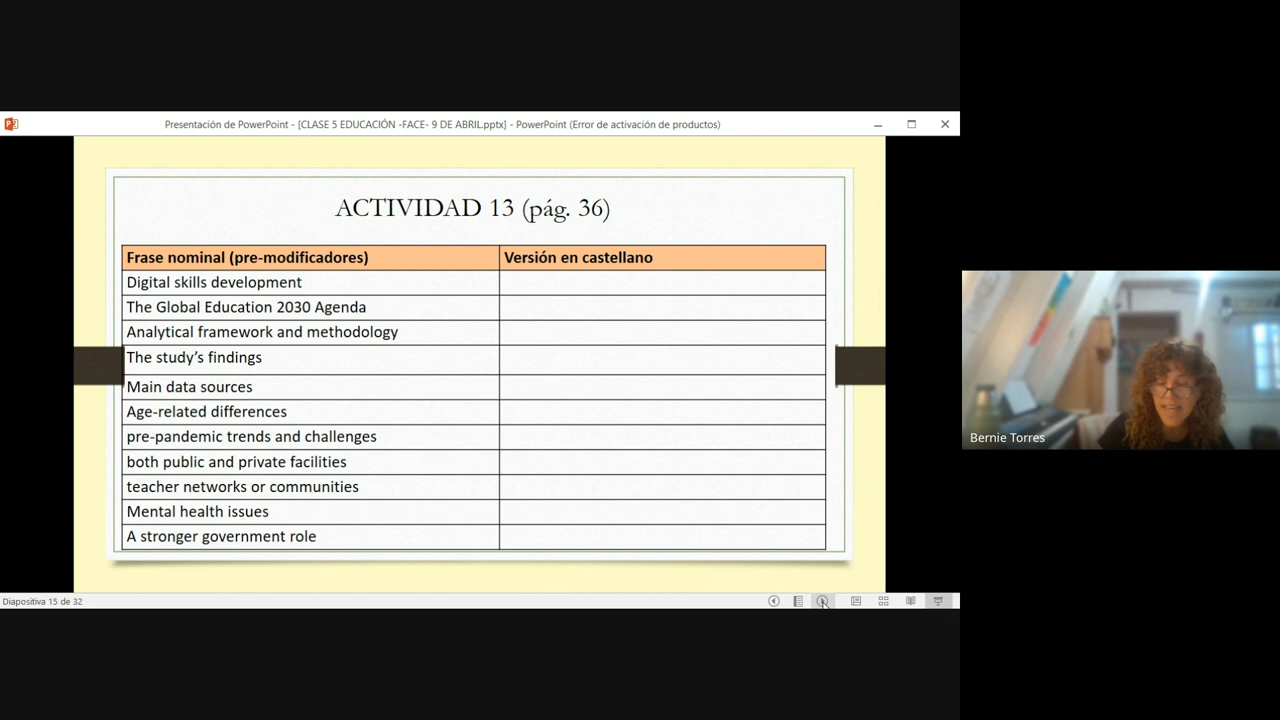 Presentación de PowerPoint - [CLASE 5 EDUCACIÓN -FACE- 9 DE ABRIL.pptx] - PowerPoint (Error de activación de productos)
ACTIVIDAD 13 (pág. 36)
Frase nominal (pre-modificadores) Versión en castellano
Digital skills development
The Global Education 2030 Agenda
Analytical framework and methodology
The study’s findings
Main data sources
Age-related differences
pre-pandemic trends and challenges
both public and private facilities
teacher networks or communities
Mental health issues
A stronger government role
Bernie Torres
Diapositiva 15 de 32